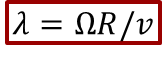 λ = ΩR/v